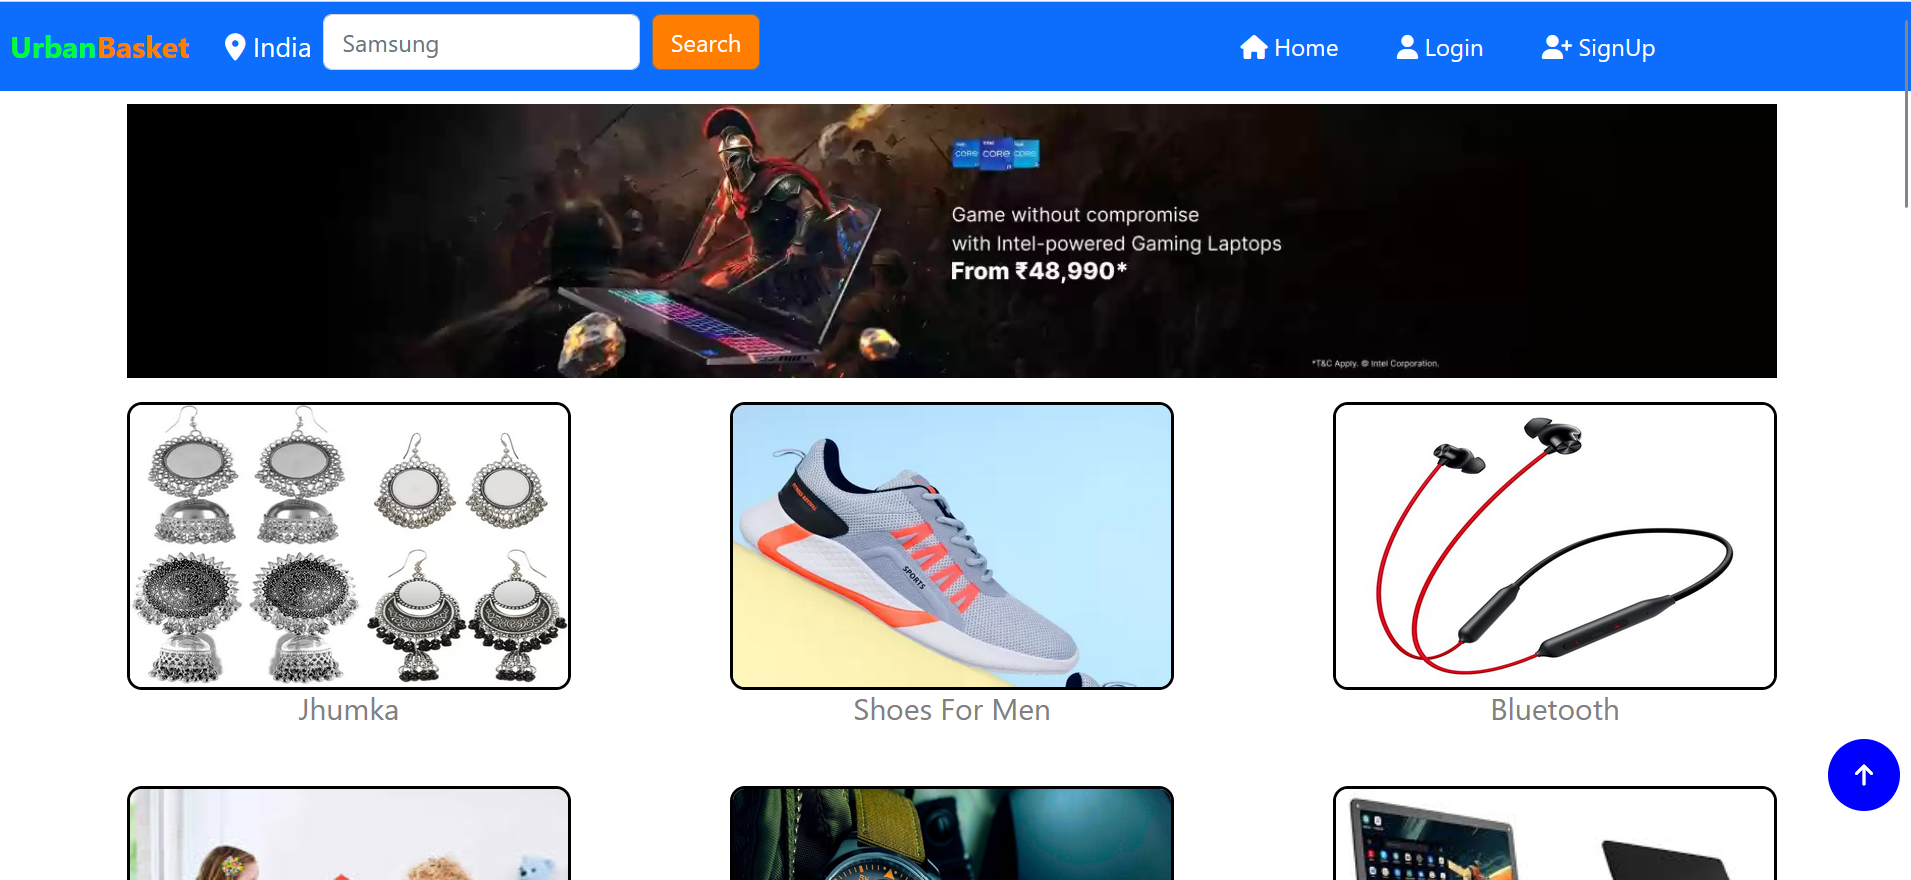 UrbanBasket
India
Samsung
Search
Home
Login
SignUp
CORE CORE CORE
Game without compromise
with Intel-powered Gaming Laptops
From ₹48,990*
*T&C Apply. © Intel Corporation.
SPORTS
Jhumka
Shoes For Men
Bluetooth